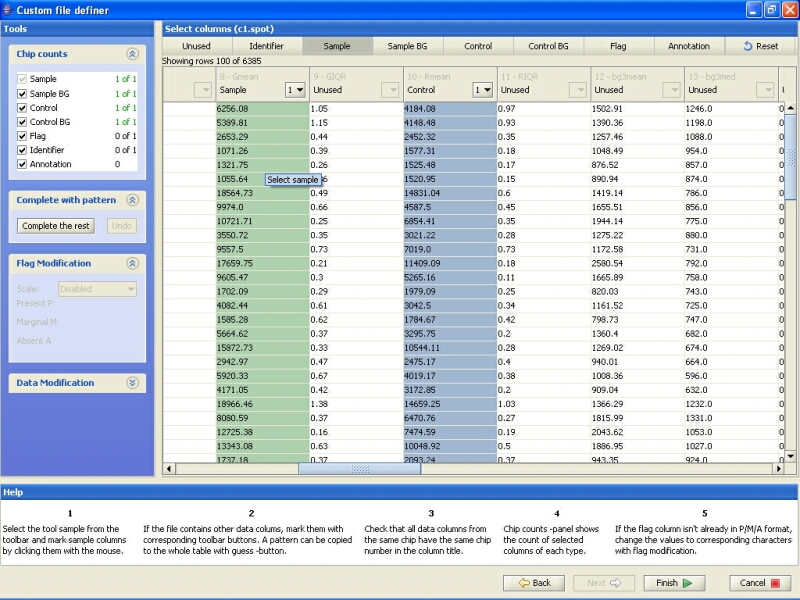 Custom file definer
Tools
Select columns (c1.spot)
Chip counts
Sample 1 of 1
Sample BG 1 of 1
Control 1 of 1
Control BG 1 of 1
Flag 0 of 1
Identifier 0 of 1
Annotation 0
Complete with pattern
Complete the rest Undo
Flag Modification
Scale: Disabled
Present P:
Marginal M
Absent A
Data Modification
Unused Identifier Sample Sample BG Control Control BG Flag Annotation Reset
Showing rows 100 of 6385
8 - Gmean 9 - GIQR 10 - Rmean 11 - RIQR 12 - bg3mean 13 - bg3med
Sample 1 Unused Control 1 Unused Unused Unused
6256.08 1.05 4184.08 0.97 1502.91 1246.0
5389.81 1.15 4148.48 0.93 1390.36 1198.0
2653.29 0.44 2452.32 0.35 1257.46 1088.0
1071.26 0.39 1577.31 0.18 1048.49 954.0
1321.75 0.26 1525.48 0.17 876.52 857.0
1055.64 Select sample 6 1520.95 0.15 890.94 874.0
18564.73 0.49 14831.04 0.6 1419.14 786.0
9974.0 0.66 4587.5 0.45 1655.51 856.0
10721.71 0.25 6854.41 0.35 1944.14 775.0
3550.72 0.35 3021.22 0.28 1275.22 880.0
9557.5 0.73 7019.0 0.73 1172.58 731.0
17659.75 0.21 11409.09 0.18 2580.54 792.0
9605.47 0.3 5265.16 0.11 1665.89 758.0
1702.09 0.29 1979.09 0.25 820.03 743.0
4082.44 0.61 3042.5 0.34 1161.52 725.0
1585.28 0.62 1784.67 0.42 798.73 747.0
5664.62 0.37 3295.75 0.2 1360.4 682.0
15872.73 0.33 10544.11 0.28 1269.02 674.0
2942.97 0.47 2475.17 0.4 940.01 664.0
5920.33 0.67 4019.17 0.38 1008.36 596.0
4171.05 0.42 3172.85 0.2 909.04 632.0
18966.46 1.38 14659.25 1.03 1366.29 1232.0
8080.59 0.37 6470.76 0.27 1815.99 1331.0
12725.38 0.16 7474.59 0.19 2043.62 1053.0
13343.08 0.63 10048.92 0.5 1886.95 1027.0
1737.18 0.37 2093.24 0.37 943.35 924.0
Help
1 2 3 4 5
Select the tool sample from the If the file contains other data colums, mark them with Check that all data columns from Chip counts -panel shows If the flag column isn't already in P/M/A format,
toolbar and mark sample columns corresponding toolbar buttons. A pattern can be copied the same chip have the same chip the count of selected change the values to corresponding characters
by clicking them with the mouse. to the whole table with guess -button. number in the column title. columns of each type. with flag modification.
Back Next Finish Cancel